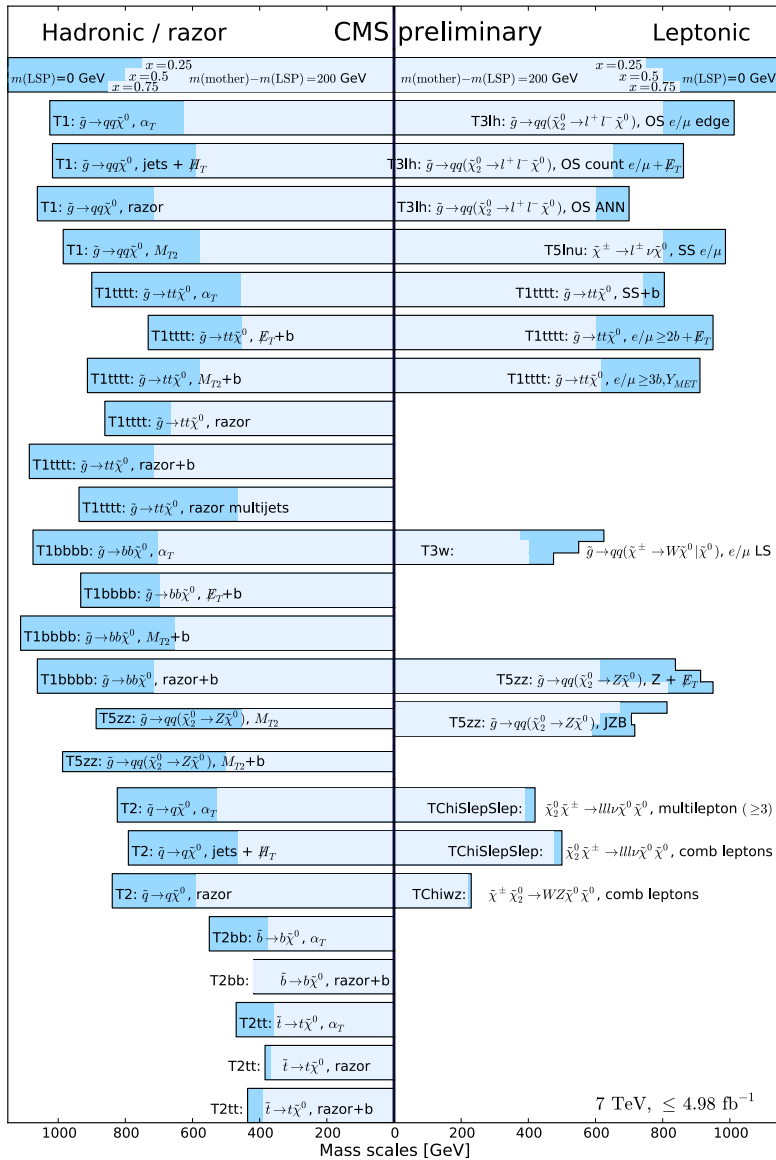 Hadronic / razor CMS preliminary Leptonic
x=0.25 x=0.25
m(LSP)=0 GeV x=0.5 m(mother)−m(LSP)=200 GeV m(mother)−m(LSP)=200 GeV x=0.5 m(LSP)=0 GeV
x=0.75 x=0.75
T1: g̃→qqχ̃⁰, α_T T3lh: g̃→qq(χ̃₂⁰→l⁺l⁻χ̃⁰), OS e/μ edge
T1: g̃→qqχ̃⁰, jets + H̸_T T3lh: g̃→qq(χ̃₂⁰→l⁺l⁻χ̃⁰), OS count e/μ+E̸_T
T1: g̃→qqχ̃⁰, razor T3lh: g̃→qq(χ̃₂⁰→l⁺l⁻χ̃⁰), OS ANN
T1: g̃→qqχ̃⁰, M_T2 T5lnu: χ̃^±→l^±νχ̃⁰, SS e/μ
T1tttt: g̃→ttχ̃⁰, α_T T1tttt: g̃→ttχ̃⁰, SS+b
T1tttt: g̃→ttχ̃⁰, E̸_T+b T1tttt: g̃→ttχ̃⁰, e/μ≥2b+E̸_T
T1tttt: g̃→ttχ̃⁰, M_T2+b T1tttt: g̃→ttχ̃⁰, e/μ≥3b,Y_MET
T1tttt: g̃→ttχ̃⁰, razor
T1tttt: g̃→ttχ̃⁰, razor+b
T1tttt: g̃→ttχ̃⁰, razor multijets
T1bbbb: g̃→bbχ̃⁰, α_T T3w: g̃→qq(χ̃^±→Wχ̃⁰|χ̃⁰), e/μ LS
T1bbbb: g̃→bbχ̃⁰, E̸_T+b
T1bbbb: g̃→bbχ̃⁰, M_T2+b
T1bbbb: g̃→bbχ̃⁰, razor+b T5zz: g̃→qq(χ̃₂⁰→Zχ̃⁰), Z + E̸_T
T5zz: g̃→qq(χ̃₂⁰→Zχ̃⁰), M_T2 T5zz: g̃→qq(χ̃₂⁰→Zχ̃⁰), JZB
T5zz: g̃→qq(χ̃₂⁰→Zχ̃⁰), M_T2+b
T2: q̃→qχ̃⁰, α_T TChiSlepSlep: χ̃₂⁰χ̃^±→lllνχ̃⁰χ̃⁰, multilepton (≥3)
T2: q̃→qχ̃⁰, jets + H̸_T TChiSlepSlep: χ̃₂⁰χ̃^±→lllνχ̃⁰χ̃⁰, comb leptons
T2: q̃→qχ̃⁰, razor TChiwz: χ̃^±χ̃₂⁰→WZχ̃⁰χ̃⁰, comb leptons
T2bb: b̃→bχ̃⁰, α_T
T2bb: b̃→bχ̃⁰, razor+b
T2tt: t̃→tχ̃⁰, α_T
T2tt: t̃→tχ̃⁰, razor
T2tt: t̃→tχ̃⁰, razor+b 7 TeV, ≤ 4.98 fb⁻¹
1000 800 600 400 200 0 200 400 600 800 1000
Mass scales [GeV]